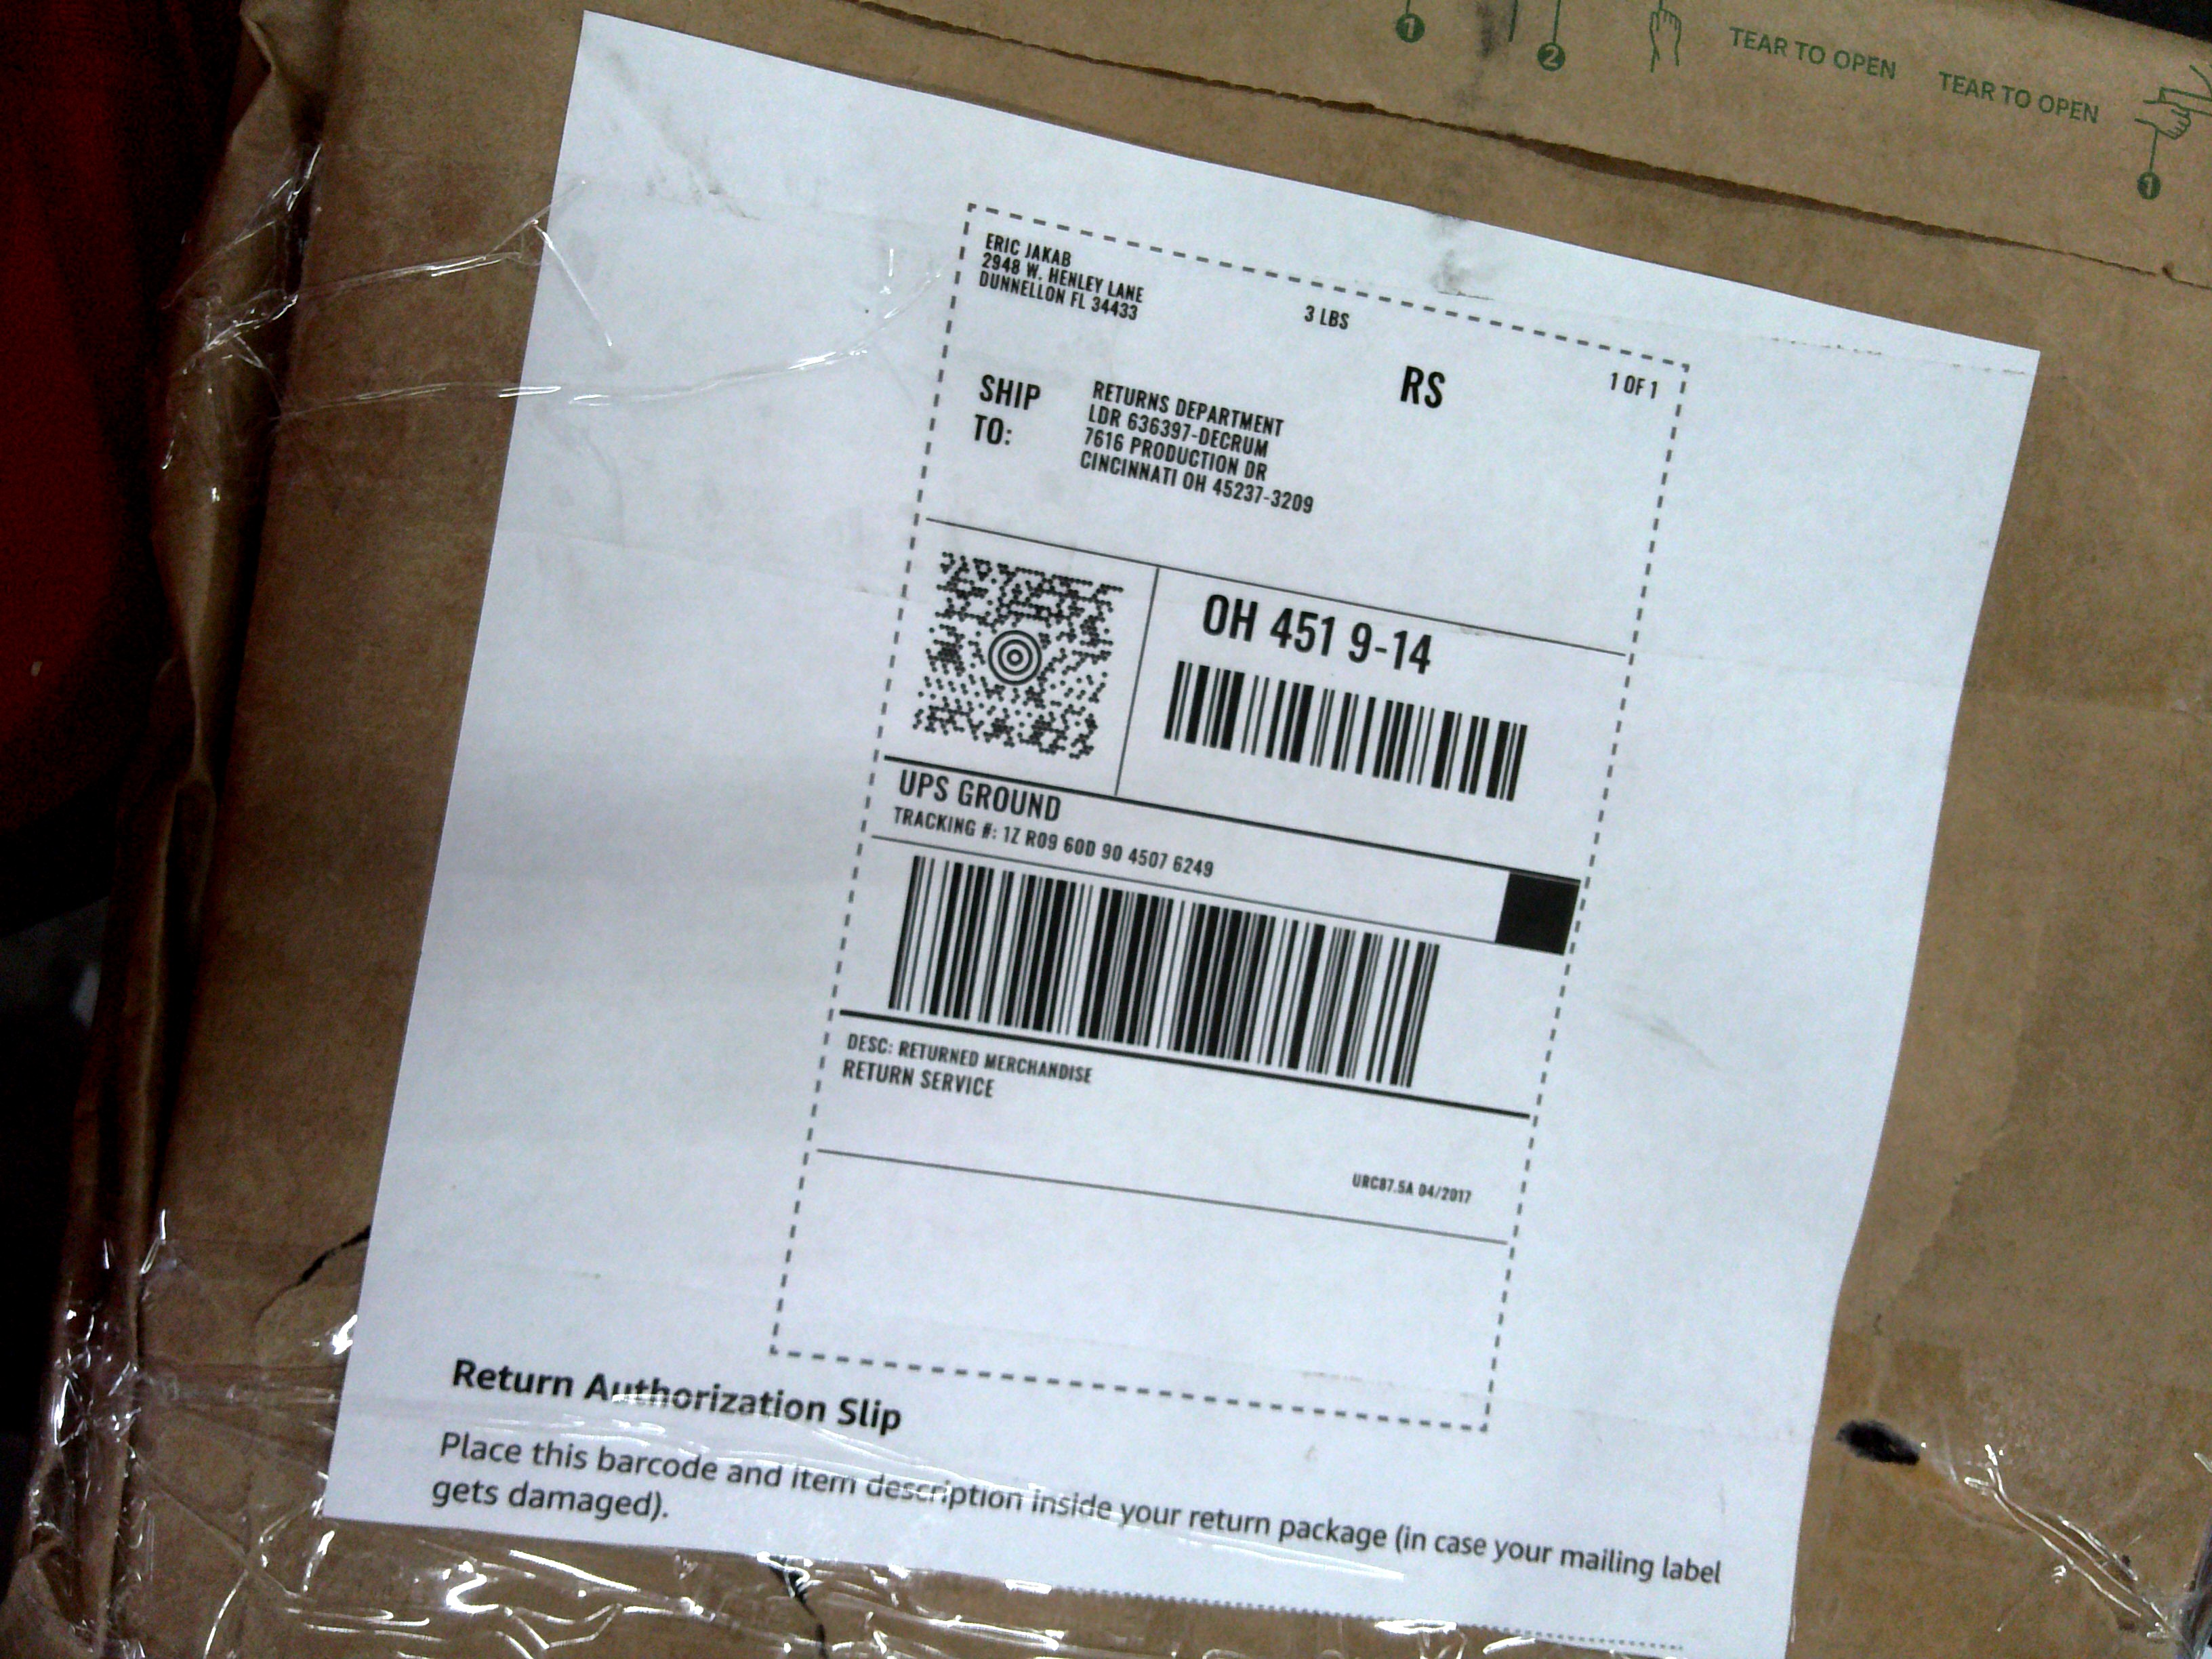 1
2
TEAR TO OPEN
TEAR TO OPEN
1
ERIC JAKAB
2948 W. HENLEY LANE
DUNNELLON FL 34433
3 LBS
RS
1 OF 1
SHIP
TO:
RETURNS DEPARTMENT
LDR 636397-DECRUM
7616 PRODUCTION DR
CINCINNATI OH 45237-3209
OH 451 9-14
UPS GROUND
TRACKING #: 1Z R09 60D 90 4507 6249
DESC: RETURNED MERCHANDISE
RETURN SERVICE
URC87.5A 04/2017
Return Authorization Slip
Place this barcode and item description inside your return package (in case your mailing label
gets damaged).